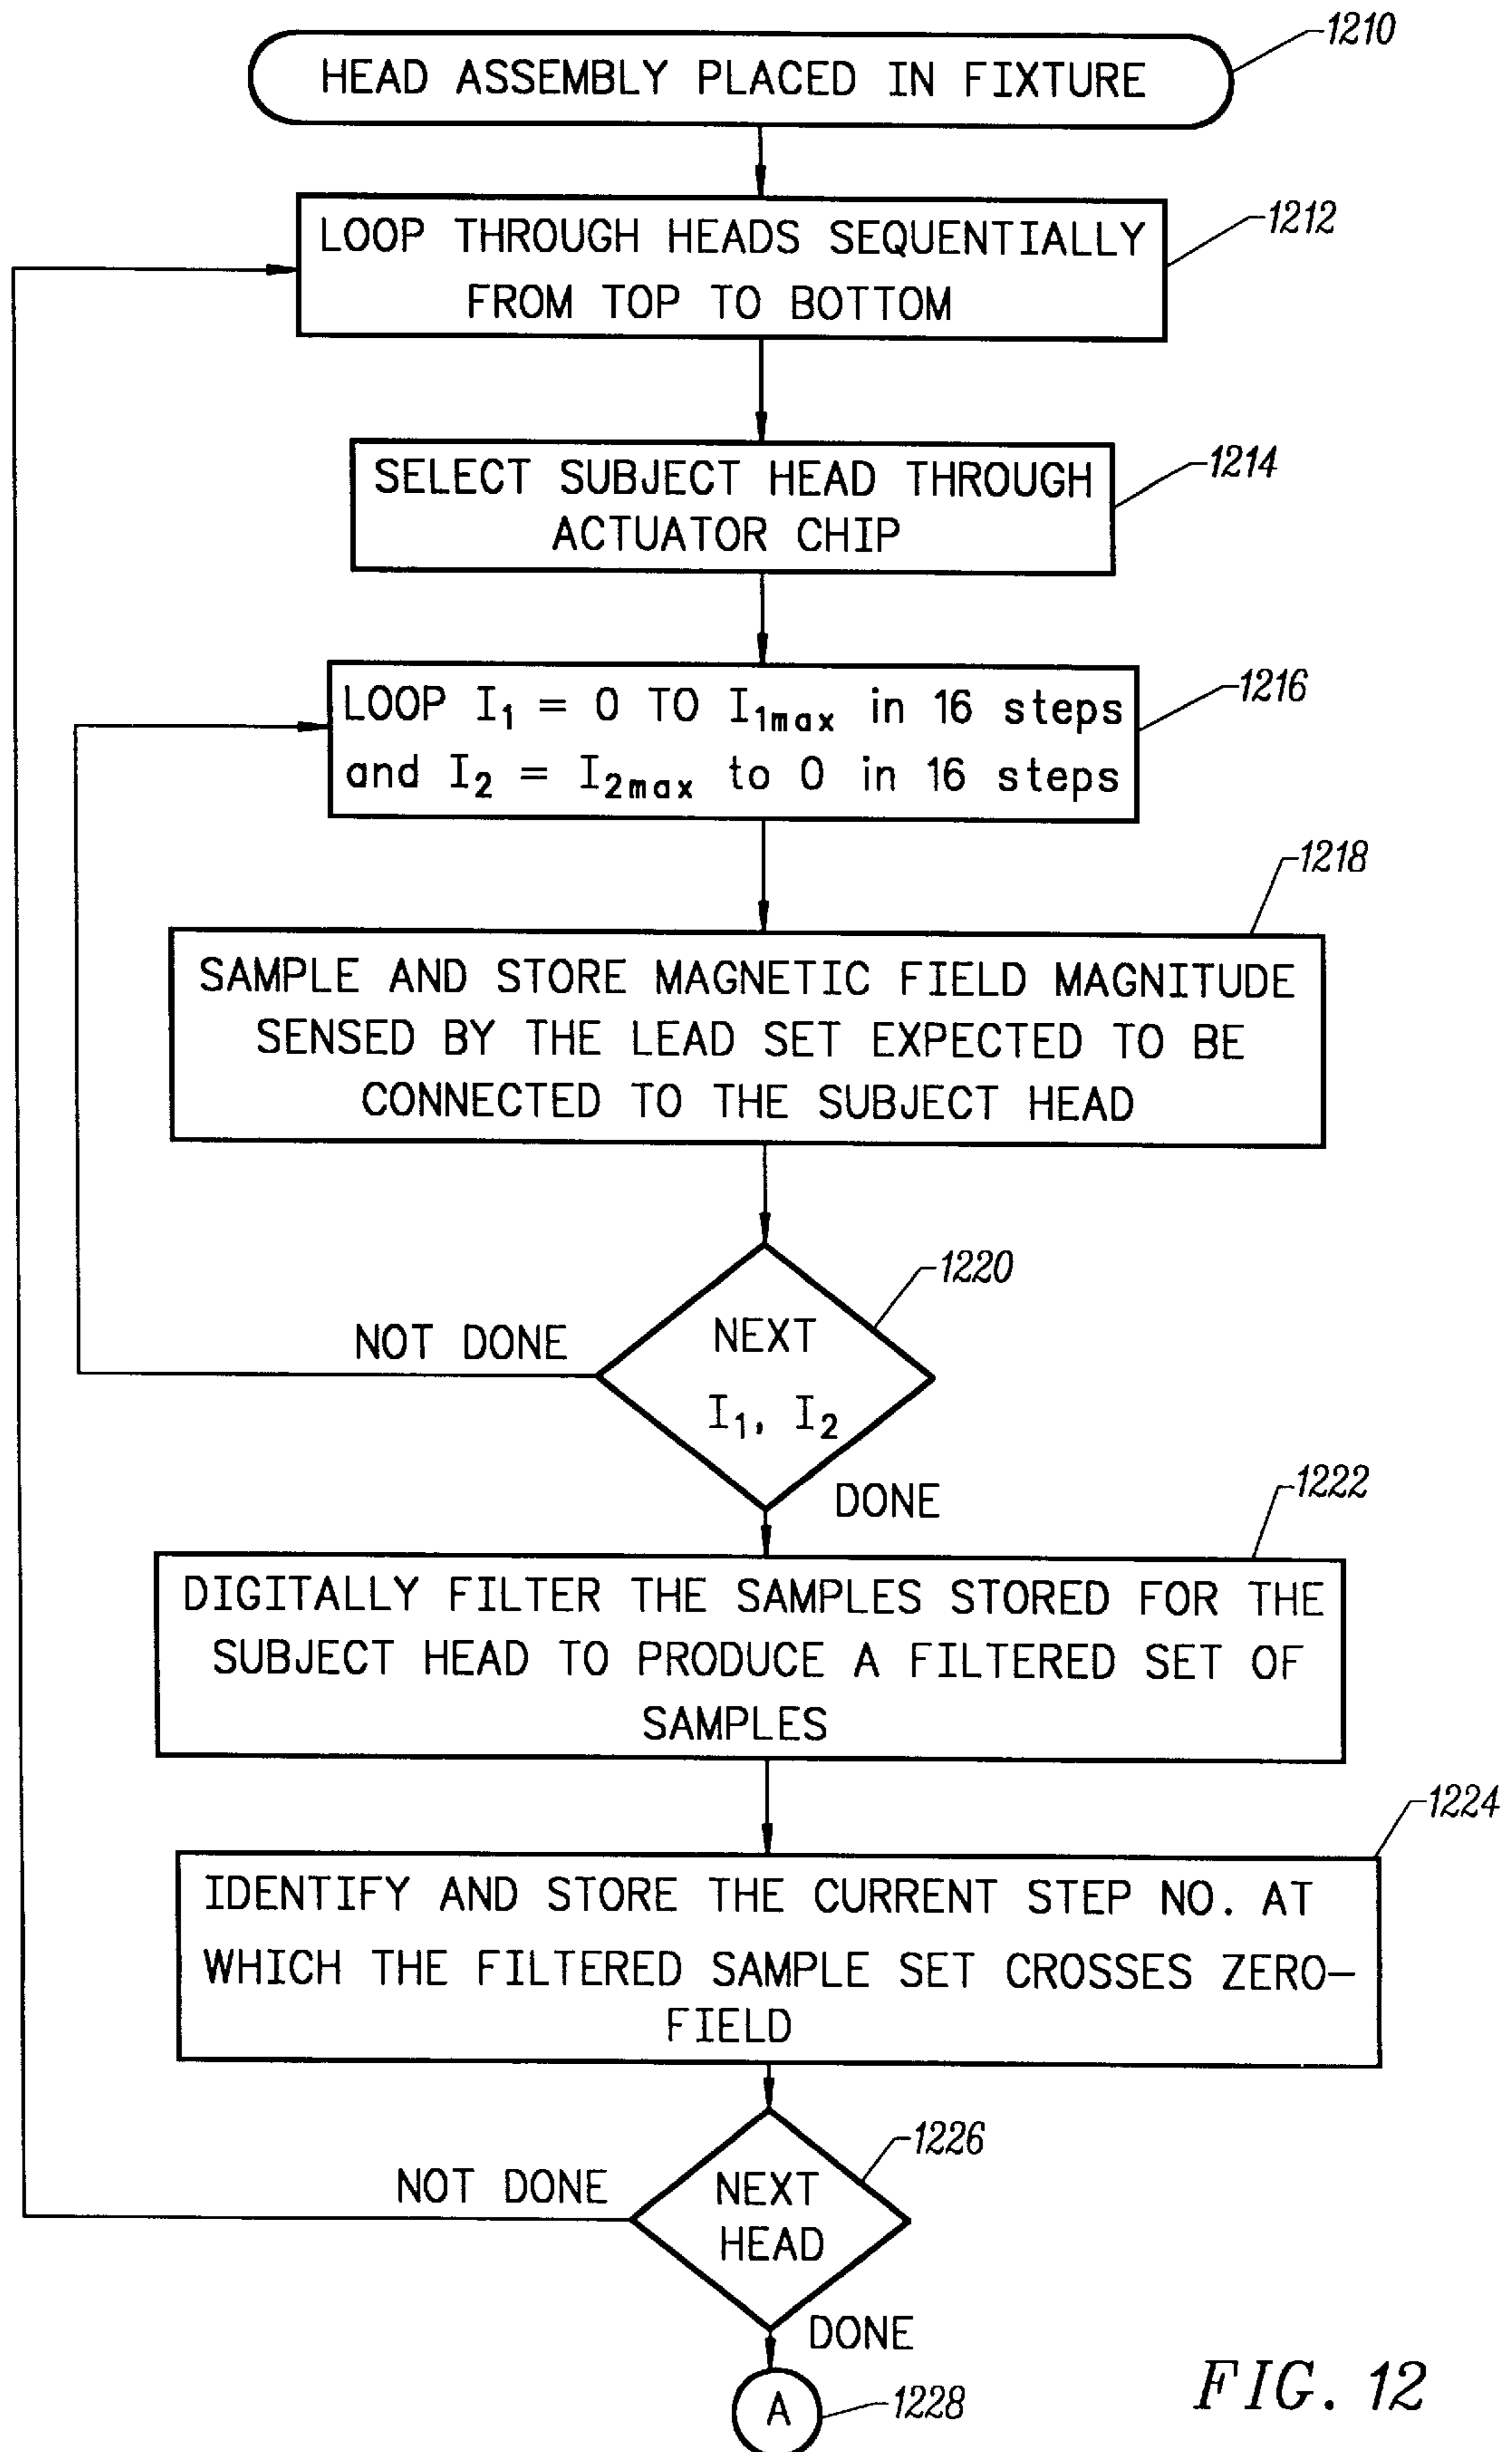 1210
HEAD ASSEMBLY PLACED IN FIXTURE
1212
LOOP THROUGH HEADS SEQUENTIALLY
FROM TOP TO BOTTOM
1214
SELECT SUBJECT HEAD THROUGH
ACTUATOR CHIP
1216
LOOP I₁ = 0 TO I₁ₘₐₓ in 16 steps
and I₂ = I₂ₘₐₓ to 0 in 16 steps
1218
SAMPLE AND STORE MAGNETIC FIELD MAGNITUDE
SENSED BY THE LEAD SET EXPECTED TO BE
CONNECTED TO THE SUBJECT HEAD
1220
NOT DONE
NEXT
I₁, I₂
DONE
1222
DIGITALLY FILTER THE SAMPLES STORED FOR THE
SUBJECT HEAD TO PRODUCE A FILTERED SET OF
SAMPLES
1224
IDENTIFY AND STORE THE CURRENT STEP NO. AT
WHICH THE FILTERED SAMPLE SET CROSSES ZERO-
FIELD
1226
NOT DONE
NEXT
HEAD
DONE
A
1228
FIG. 12